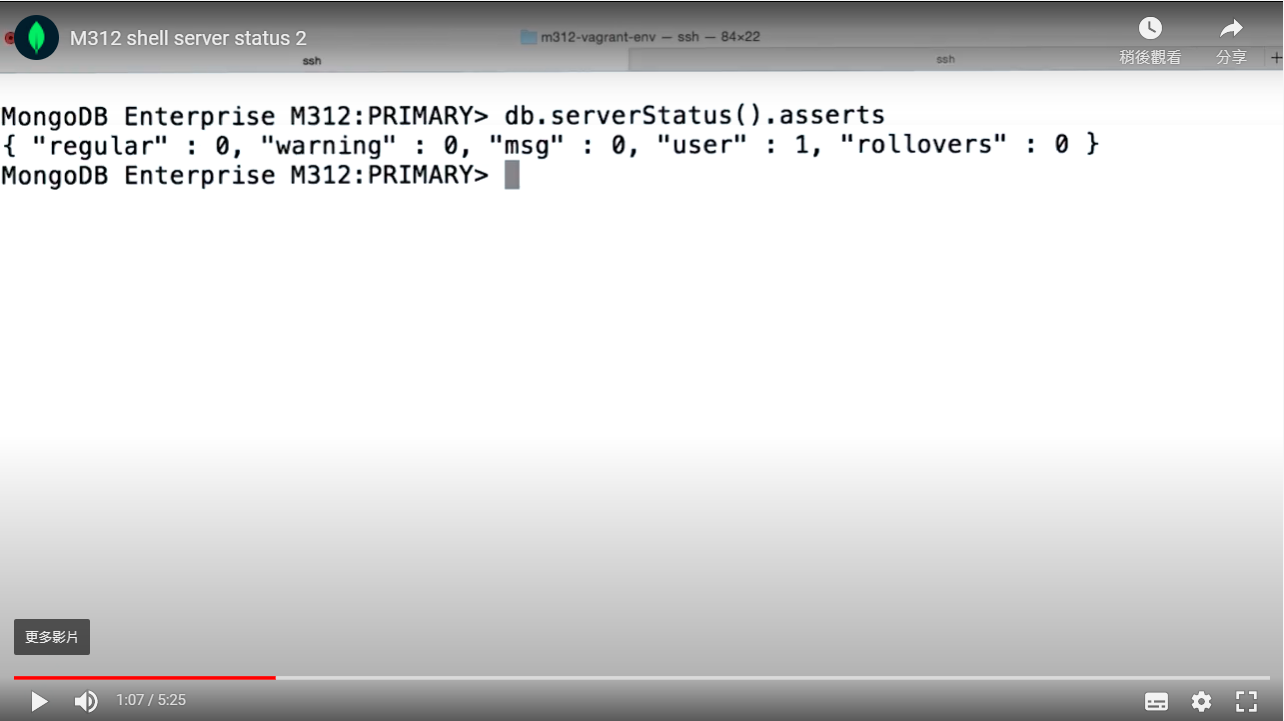 M312 shell server status 2
m312-vagrant-env — ssh — 84×22
稍後觀看
分享
ssh
ssh
+
MongoDB Enterprise M312:PRIMARY> db.serverStatus().asserts
{ "regular" : 0, "warning" : 0, "msg" : 0, "user" : 1, "rollovers" : 0 }
MongoDB Enterprise M312:PRIMARY>
更多影片
1:07 / 5:25